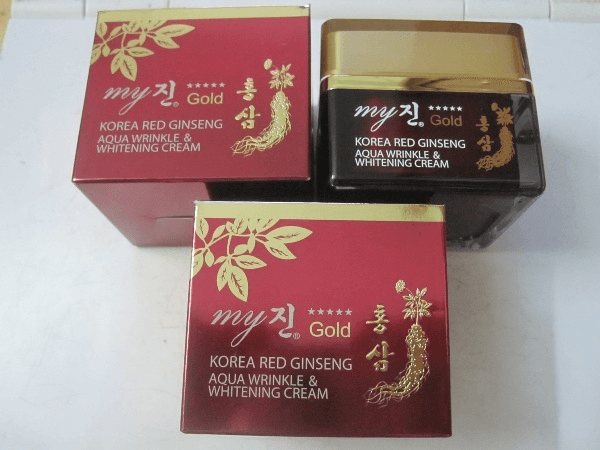 my진® Gold
홍삼
KOREA RED GINSENG
AQUA WRINKLE &
WHITENING CREAM
my진® Gold
홍삼
KOREA RED GINSENG
AQUA WRINKLE &
WHITENING CREAM
my진® Gold
홍삼
KOREA RED GINSENG
AQUA WRINKLE &
WHITENING CREAM